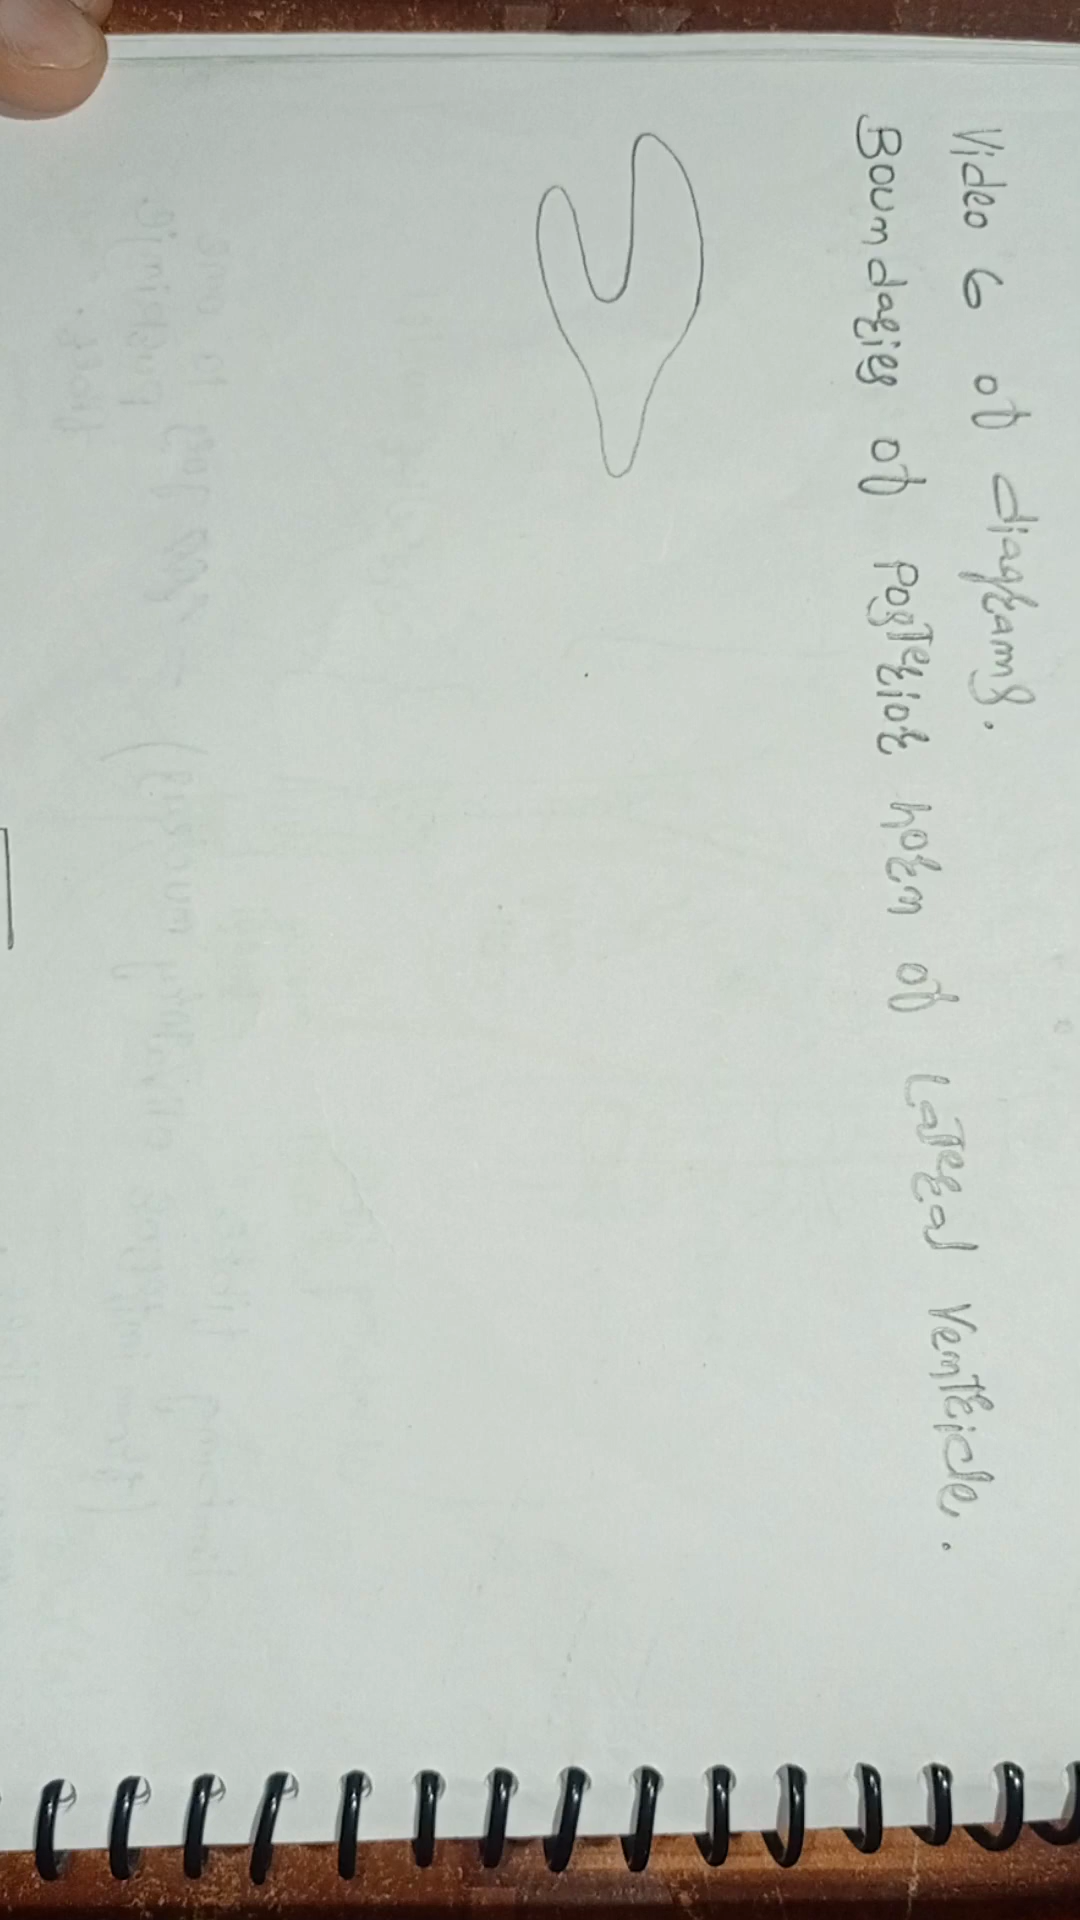 Video 6 of diagrams.
Boundaries of Posterior horn of Lateral Ventricle.